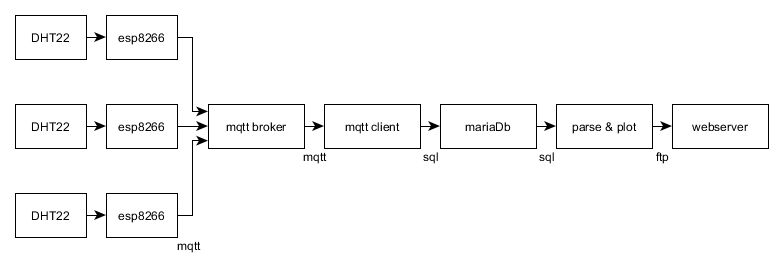 DHT22 esp8266
DHT22 esp8266 mqtt broker mqtt client mariaDb parse & plot webserver
mqtt sql sql ftp
DHT22 esp8266
mqtt